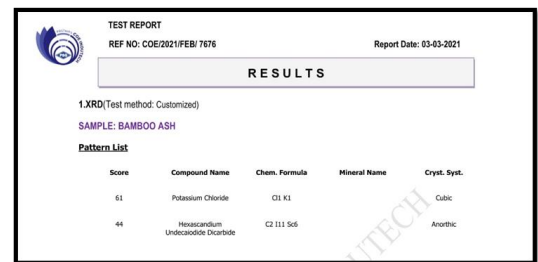 TEST REPORT
REF NO: COE/2021/FEB/ 7676 Report Date: 03-03-2021
RESULTS
1.XRD(Test method: Customized)
SAMPLE: BAMBOO ASH
Pattern List
Score Compound Name Chem. Formula Mineral Name Cryst. Syst.
61 Potassium Chloride Cl1 K1 Cubic
44 Hexascandium C2 I11 Sc6 Anorthic
Undecaiodide Dicarbide